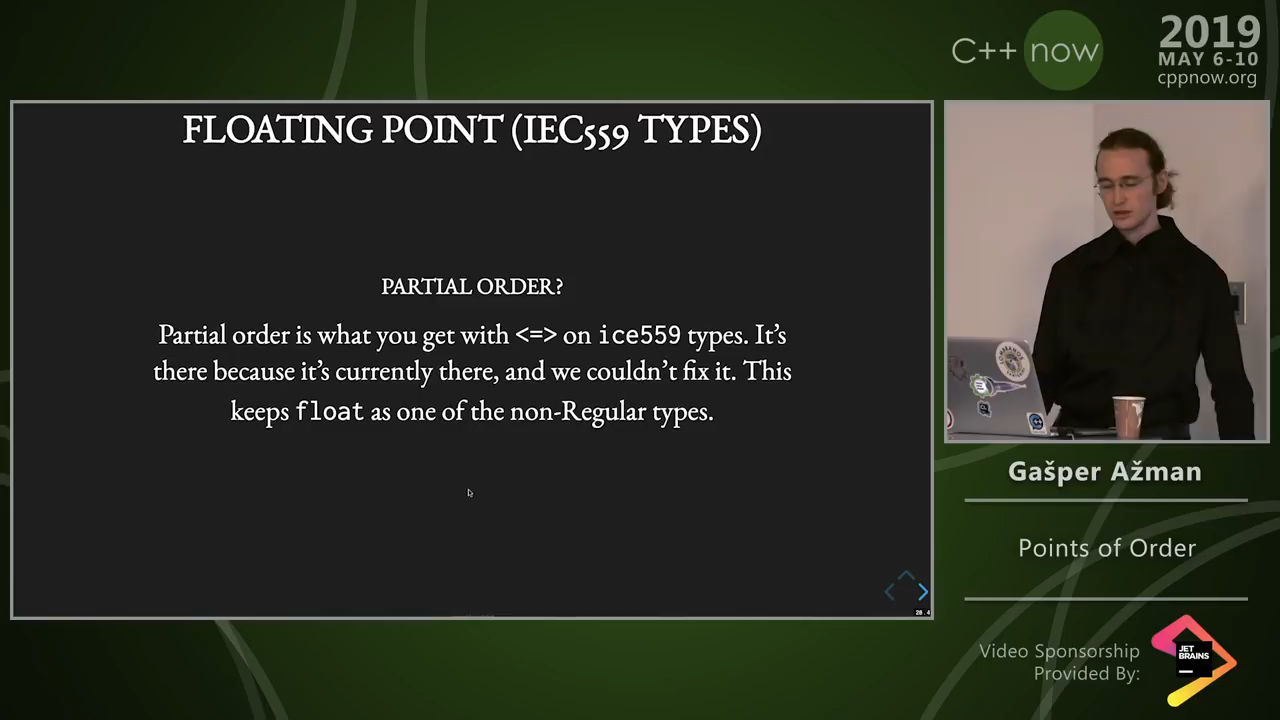 C++ now
2019
MAY 6-10
cppnow.org
FLOATING POINT (IEC559 TYPES)
PARTIAL ORDER?
Partial order is what you get with <=> on ice559 types. It’s
there because it’s currently there, and we couldn’t fix it. This
keeps float as one of the non-Regular types.
28.4
Gašper Ažman
Points of Order
Video Sponsorship
Provided By:
JET
BRAINS